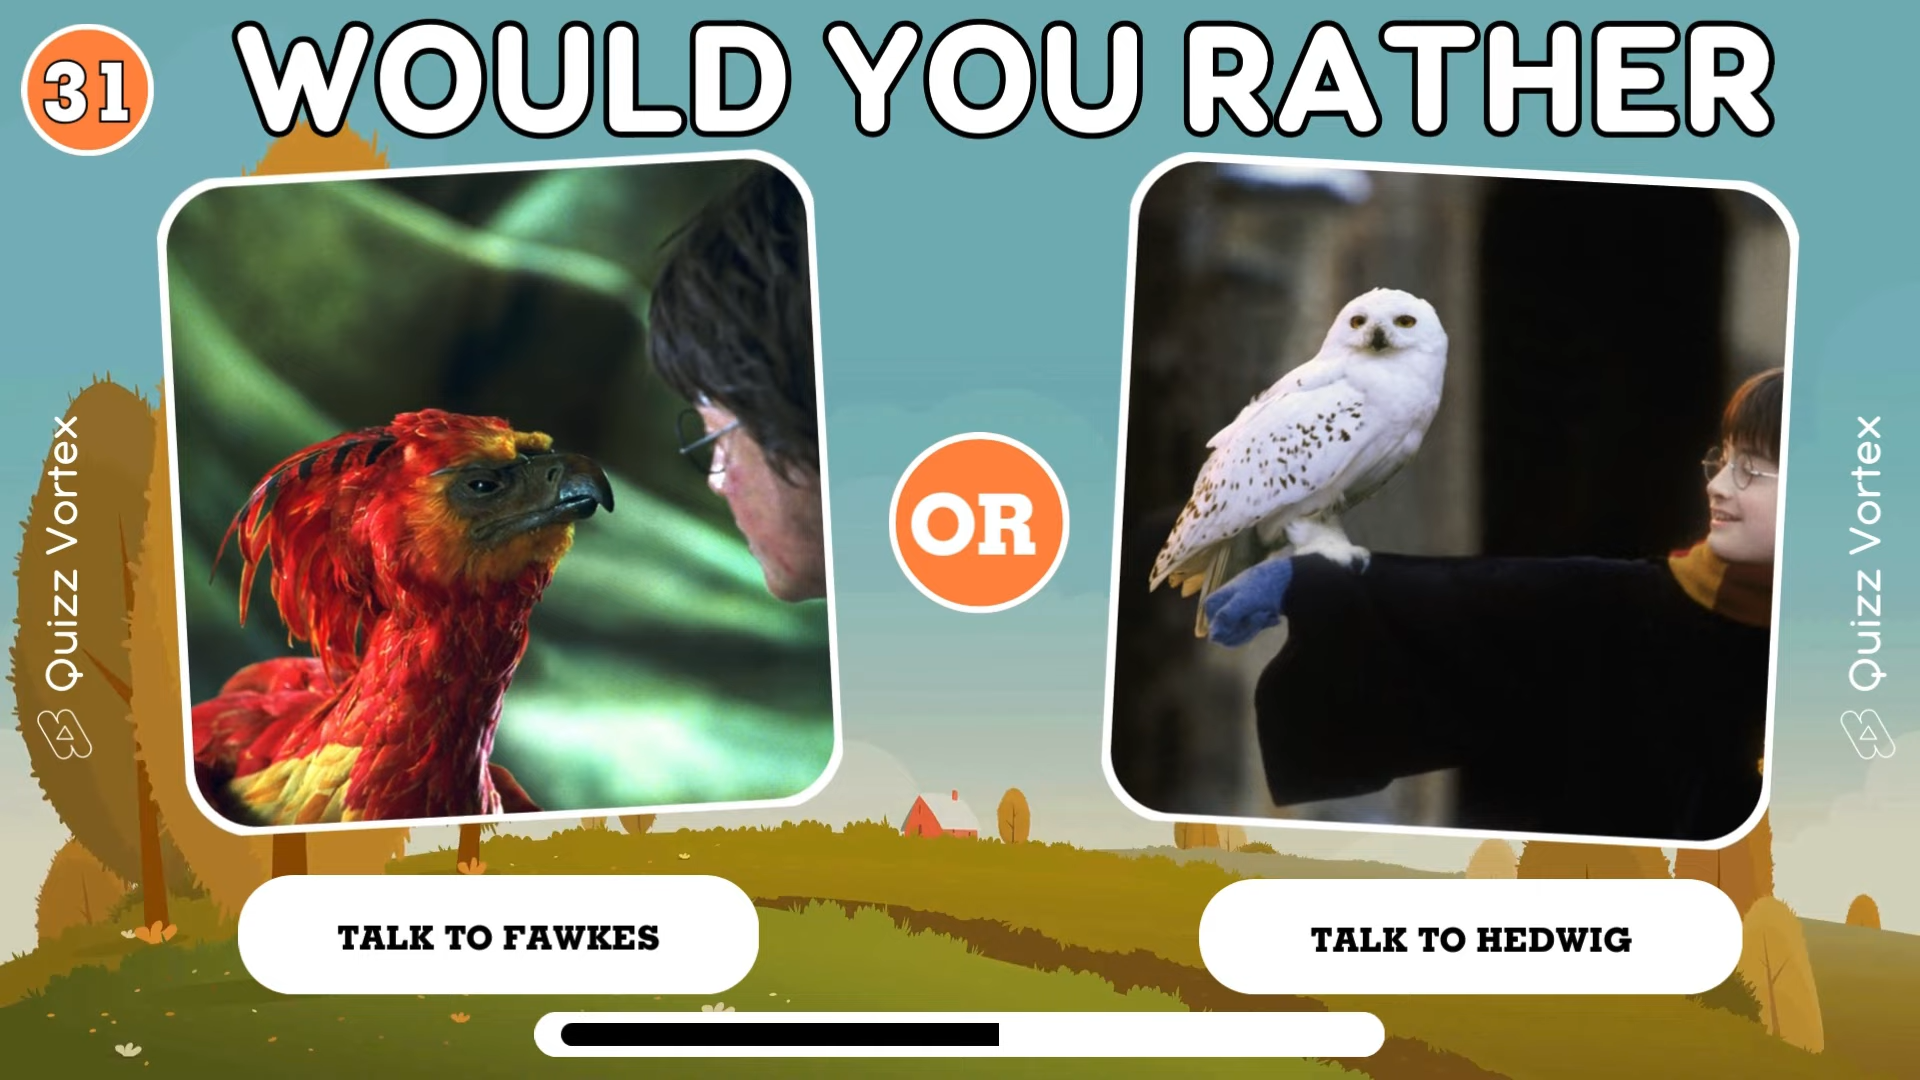 31
WOULD YOU RATHER
OR
Quizz Vortex
Quizz Vortex
TALK TO FAWKES
TALK TO HEDWIG